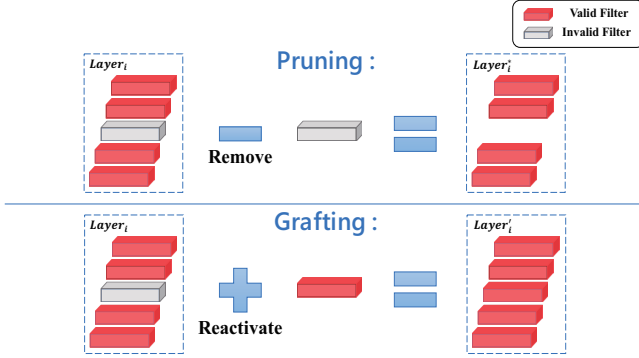 Valid Filter
Invalid Filter
Layer_i
Pruning :
Layer_i^*
Remove
Layer_i
Grafting :
Layer_i'
Reactivate